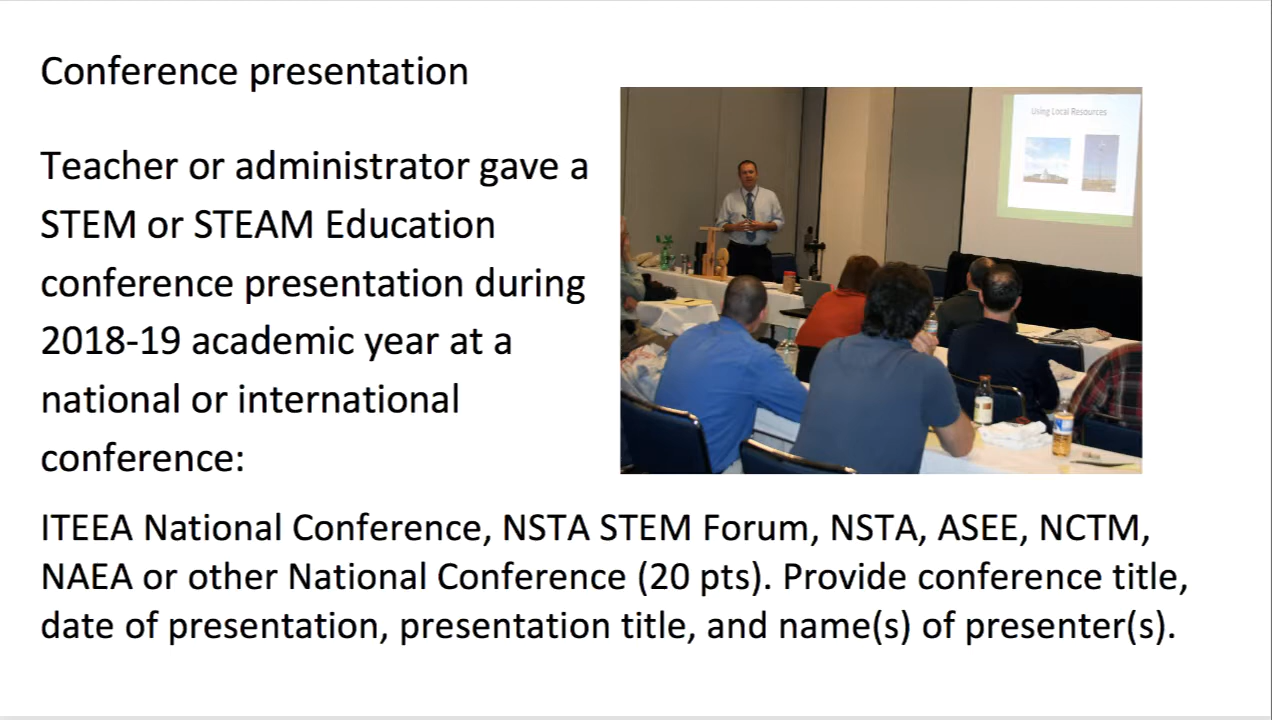 Conference presentation
Teacher or administrator gave a
STEM or STEAM Education
conference presentation during
2018-19 academic year at a
national or international
conference:
Using Local Resources
ITEEA National Conference, NSTA STEM Forum, NSTA, ASEE, NCTM,
NAEA or other National Conference (20 pts). Provide conference title,
date of presentation, presentation title, and name(s) of presenter(s).